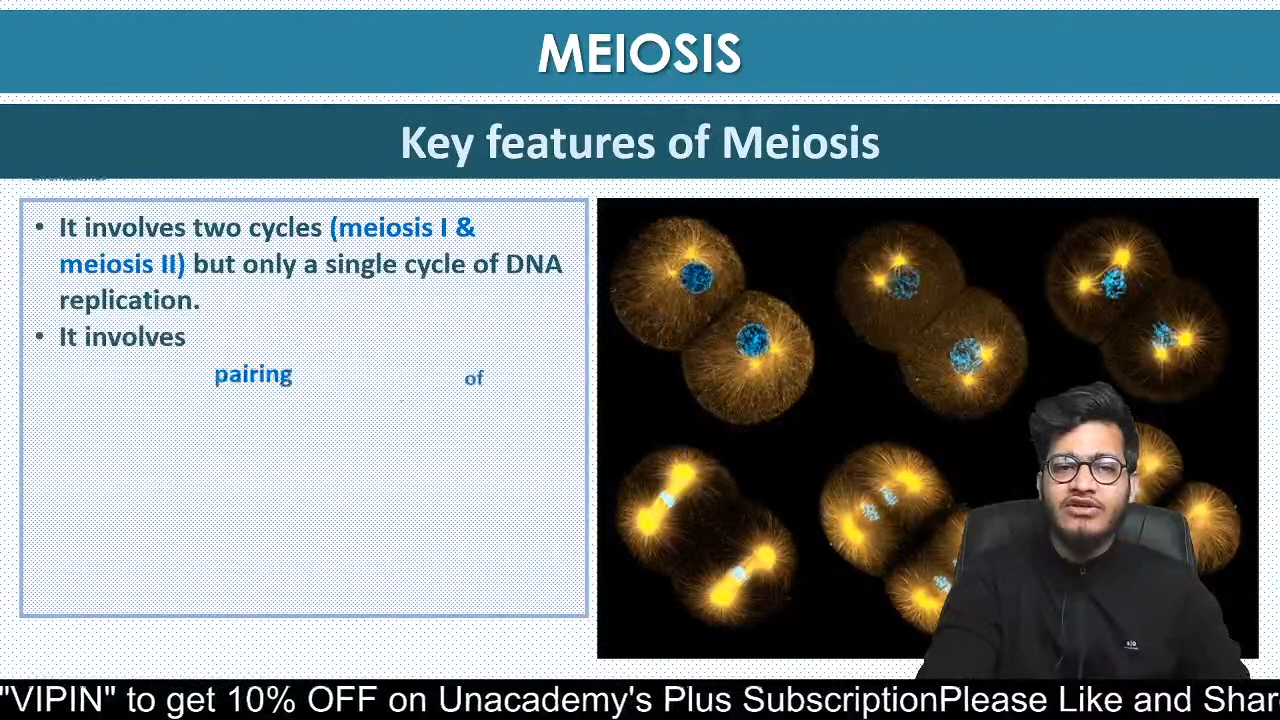 MEIOSIS
Key features of Meiosis
• It involves two cycles (meiosis I &
meiosis II) but only a single cycle of DNA
replication.
• It involves
pairing of
"VIPIN" to get 10% OFF on Unacademy's Plus SubscriptionPlease Like and Shar